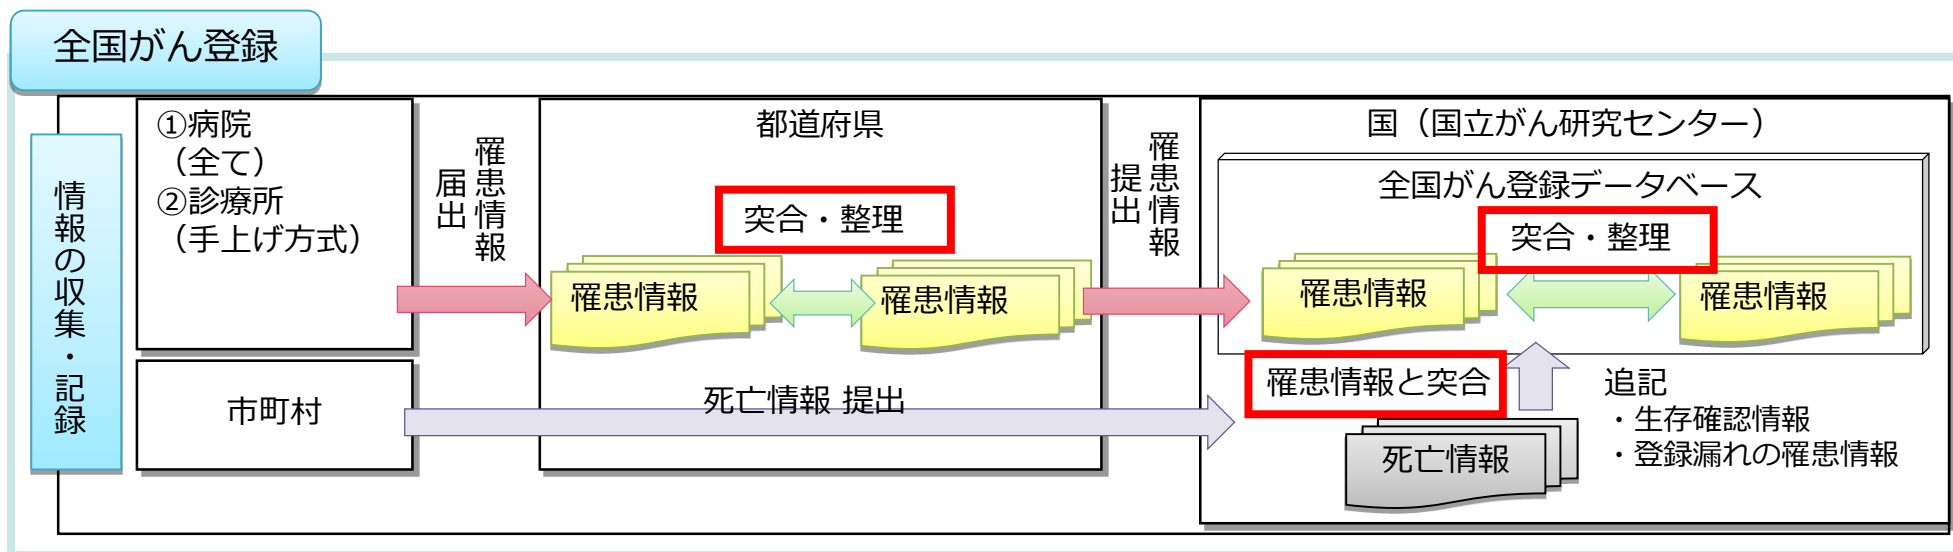 全国がん登録
情報の収集・記録
①病院
（全て）
②診療所
（手上げ方式）
市町村
罹患情報
届出
都道府県
突合・整理
罹患情報
罹患情報
死亡情報 提出
罹患情報
提出
国（国立がん研究センター）
全国がん登録データベース
突合・整理
罹患情報
罹患情報
罹患情報と突合
死亡情報
追記
・生存確認情報
・登録漏れの罹患情報